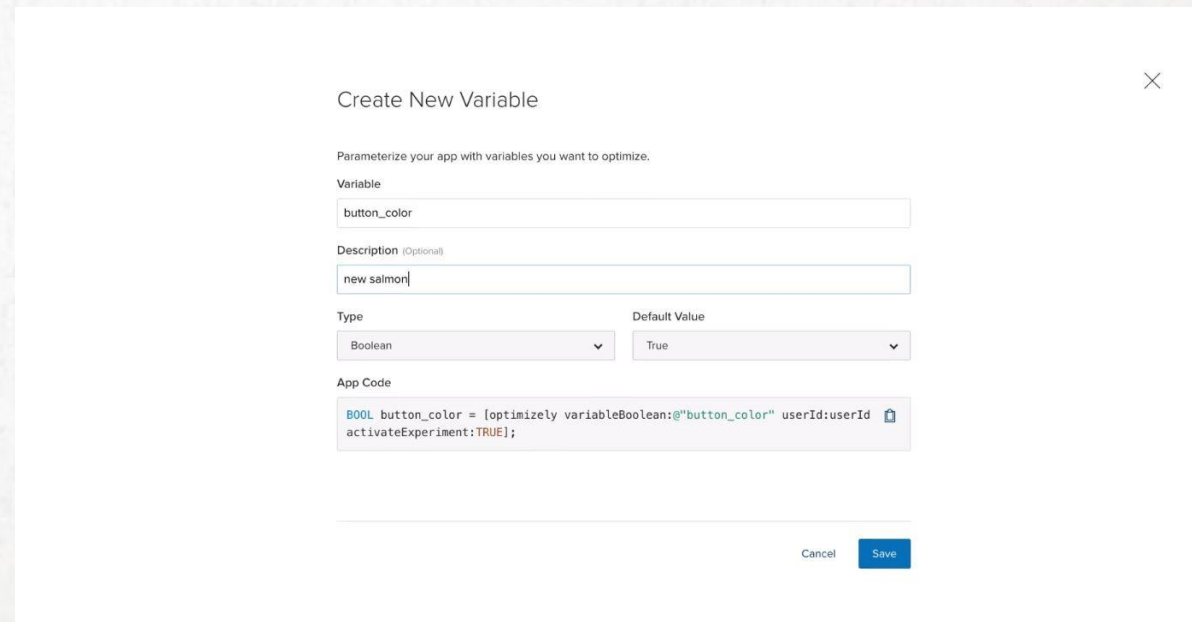 Create New Variable
Parameterize your app with variables you want to optimize.
Variable
button_color
Description (Optional)
new salmon
Type
Default Value
Boolean
True
App Code
BOOL button_color = [optimizely variableBoolean:@"button_color" userId:userId
activateExperiment:TRUE];
Cancel
Save